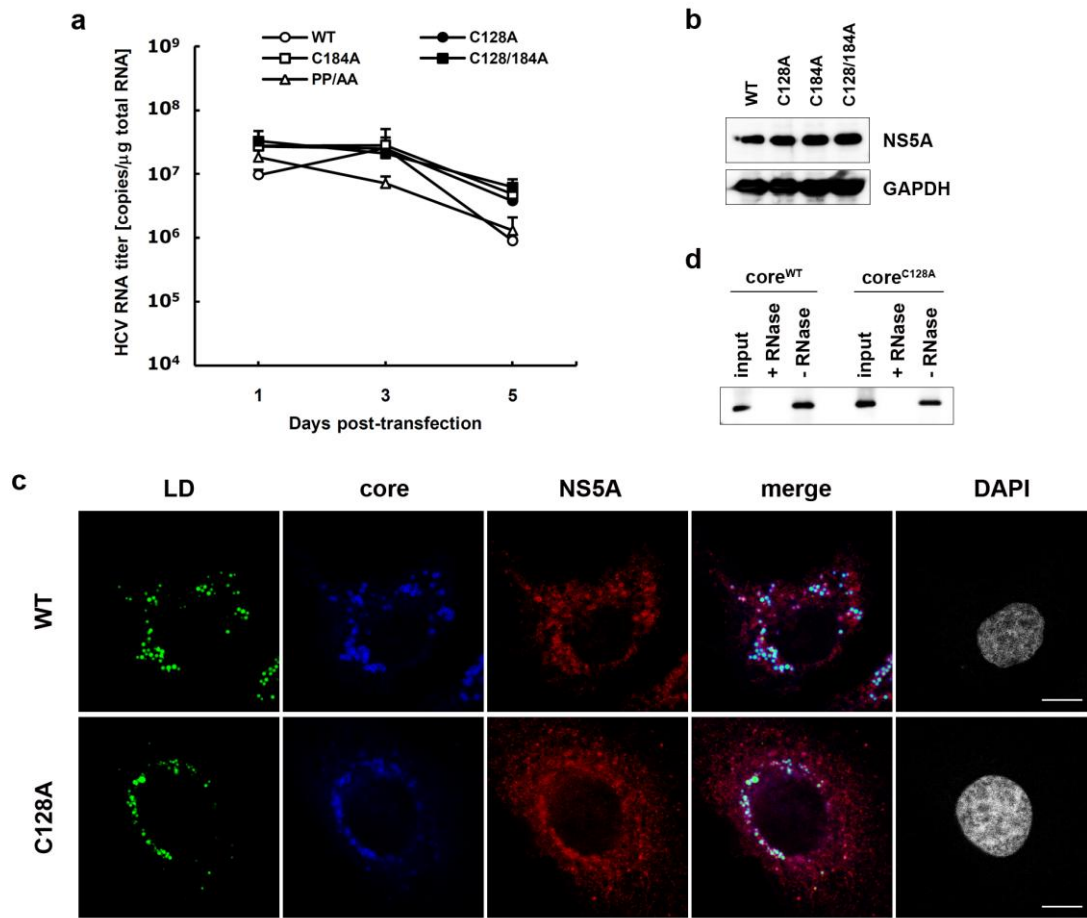 a
WT
C128A
C184A
C128/184A
PP/AA
HCV RNA titer [copies/μg total RNA]
10⁹
10⁸
10⁷
10⁶
10⁵
10⁴
1
3
5
Days post-transfection
b
WT
C128A
C184A
C128/184A
NS5A
GAPDH
d
coreᵂᵀ
core^C128A
input
+ RNase
- RNase
input
+ RNase
- RNase
c
LD
core
NS5A
merge
DAPI
WT
C128A